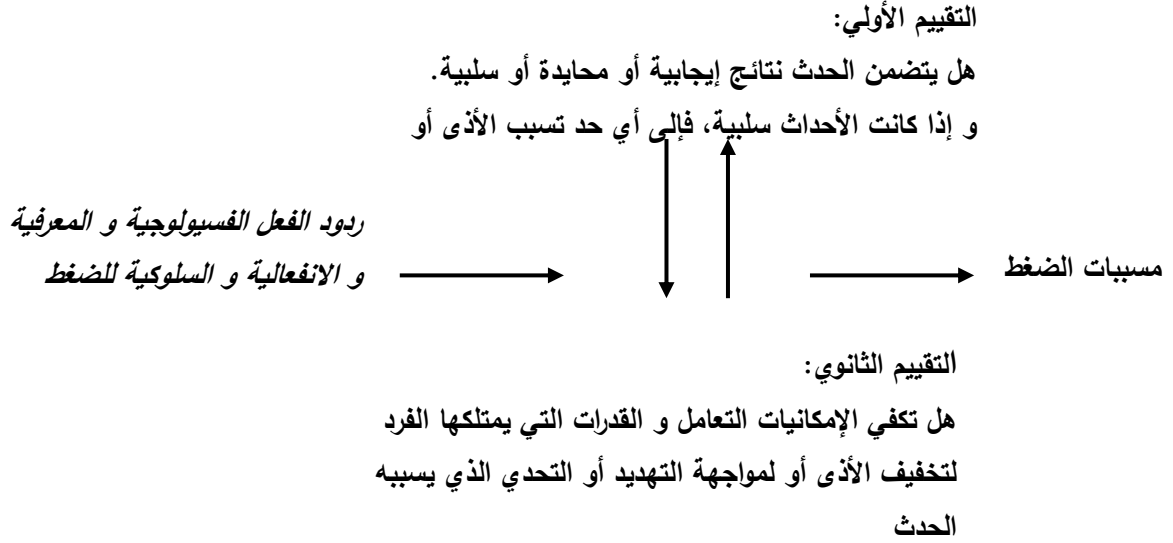 التقييم الأولي:
هل يتضمن الحدث نتائج إيجابية أو محايدة أو سلبية.
و إذا كانت الأحداث سلبية، فإلى أي حد تسبب الأذى أو
مسببات الضغط
ردود الفعل الفسيولوجية و المعرفية
و الانفعالية و السلوكية للضغط
التقييم الثانوي:
هل تكفي الإمكانيات التعامل و القدرات التي يمتلكها الفرد
لتخفيف الأذى أو لمواجهة التهديد أو التحدي الذي يسببه
الحدث